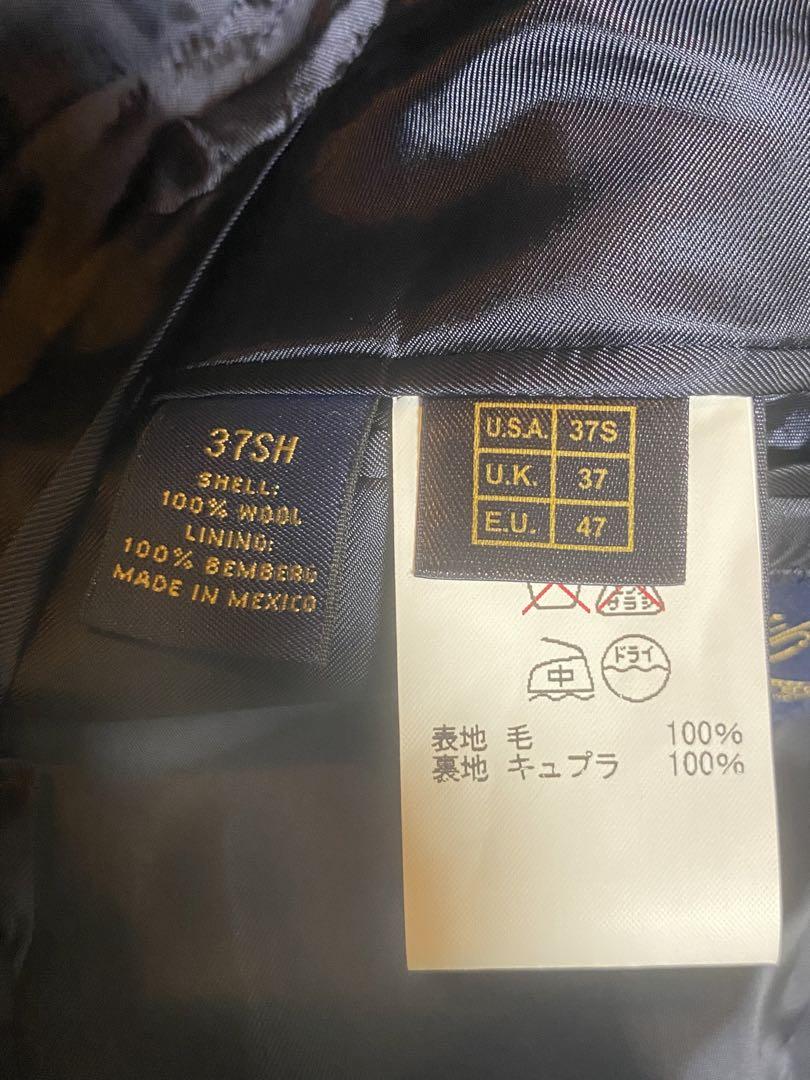 37SH
SHELL:
100% WOOL
LINING:
100% BEMBERG
MADE IN MEXICO
U.S.A. 37S
U.K. 37
E.U. 47
中 ドライ
表地 毛 100%
裏地 キュプラ 100%